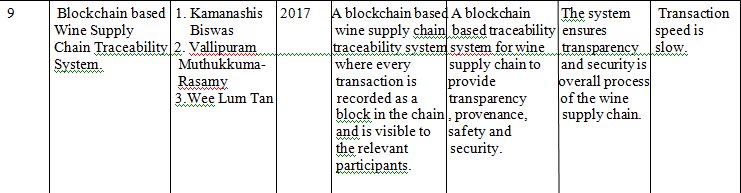 9
Blockchain based
Wine Supply
Chain Traceability
System.
1. Kamanashis
Biswas
2. Vallipuram
Muthukkuma-
Rasamy
3.Wee Lum Tan
2017
A blockchain based
wine supply chain
traceability system
where every
transaction is
recorded as a
block in the chain
and is visible to
the relevant
participants.
A blockchain
based traceability
system for wine
supply chain to
provide
transparency
, provenance,
safety and
security.
The system
ensures
transparency
and security is
overall process
of the wine
supply chain.
Transaction
speed is
slow.